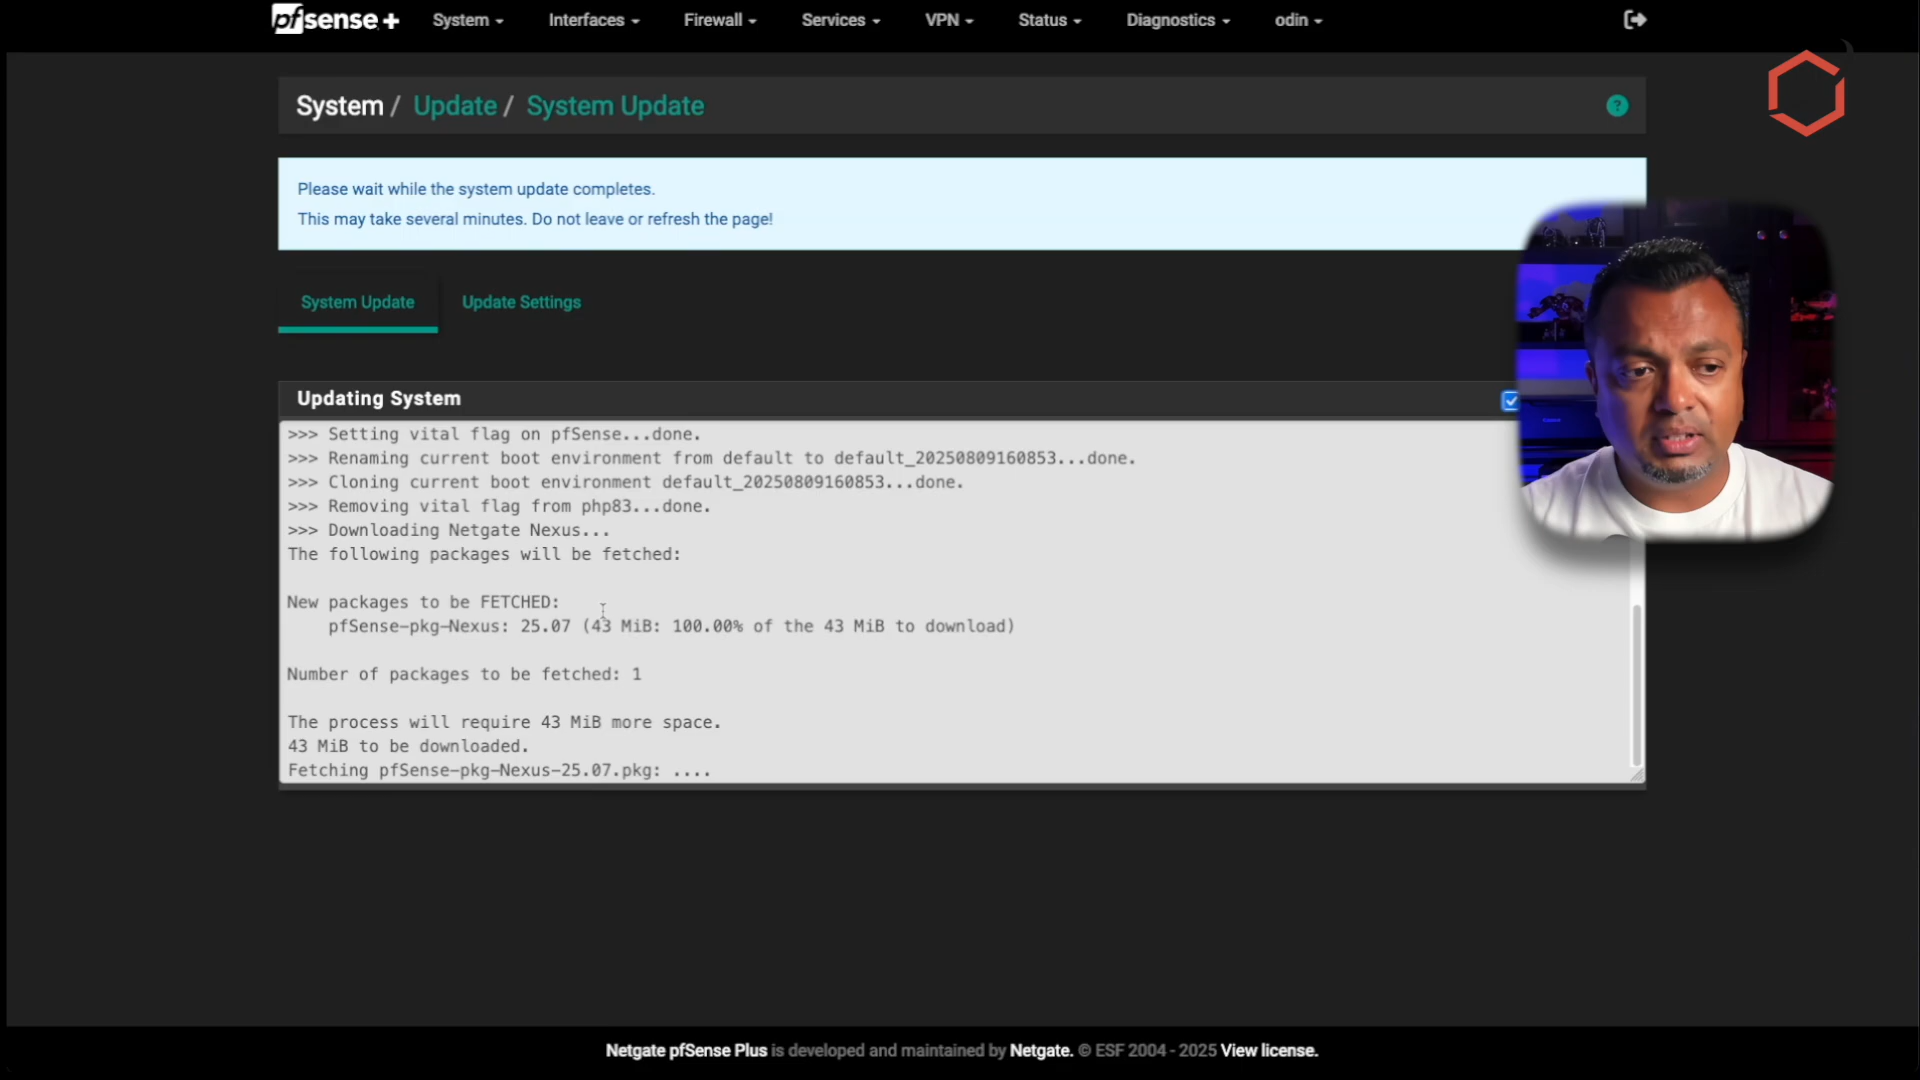 pfsense +
System
Interfaces
Firewall
Services
VPN
Status
Diagnostics
odin
System / Update / System Update
?
Please wait while the system update completes.
This may take several minutes. Do not leave or refresh the page!
System Update
Update Settings
Updating System
>>> Setting vital flag on pfSense...done.
>>> Renaming current boot environment from default to default_20250809160853...done.
>>> Cloning current boot environment default_20250809160853...done.
>>> Removing vital flag from php83...done.
>>> Downloading Netgate Nexus...
The following packages will be fetched:
New packages to be FETCHED:
pfSense-pkg-Nexus: 25.07 (43 MiB: 100.00% of the 43 MiB to download)
Number of packages to be fetched: 1
The process will require 43 MiB more space.
43 MiB to be downloaded.
Fetching pfSense-pkg-Nexus-25.07.pkg: ....
Netgate pfSense Plus is developed and maintained by Netgate. © ESF 2004 - 2025 View license.